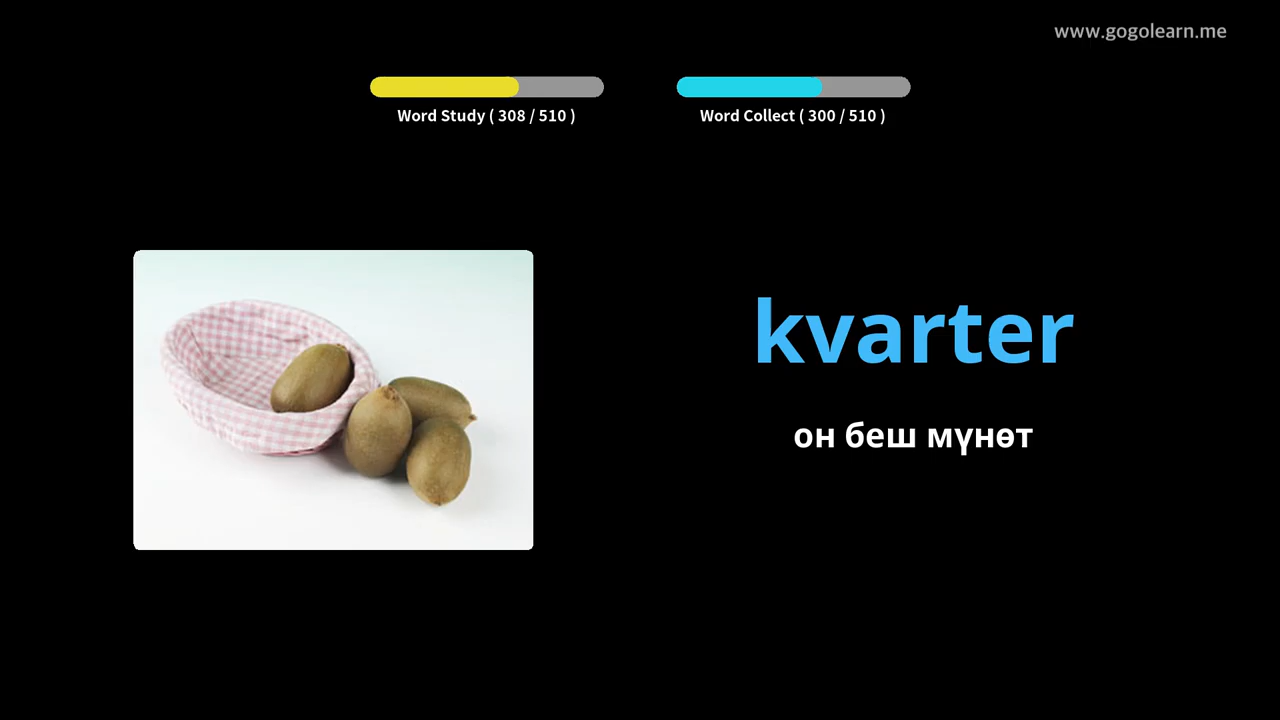 www.gogolearn.me
Word Study ( 308 / 510 )
Word Collect ( 300 / 510 )
kvarter
он беш мүнөт